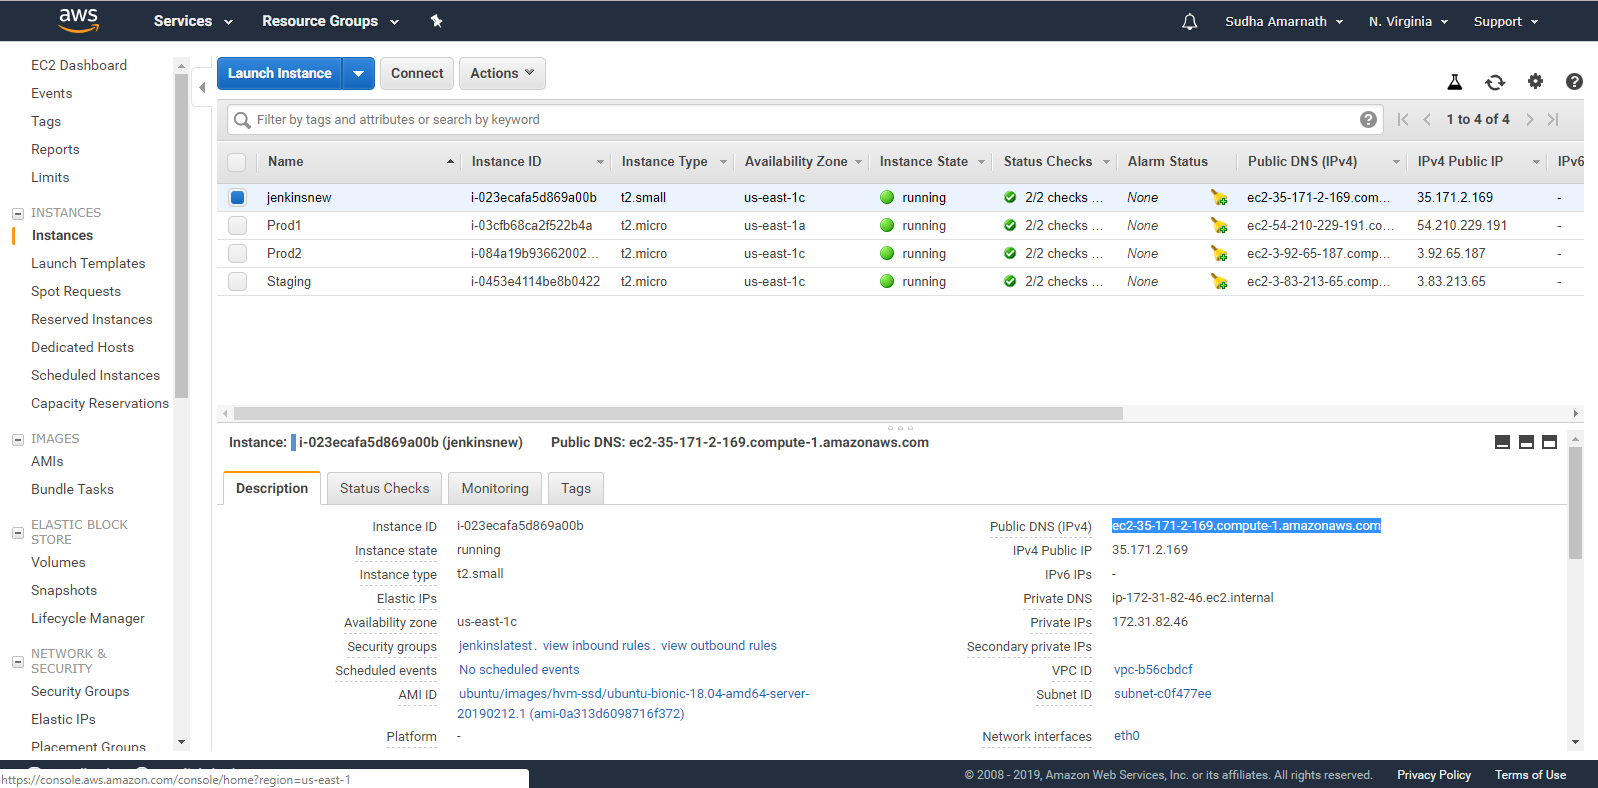 aws Services Resource Groups Sudha Amarnath N. Virginia Support
EC2 Dashboard
Events
Tags
Reports
Limits
INSTANCES
Instances
Launch Templates
Spot Requests
Reserved Instances
Dedicated Hosts
Scheduled Instances
Capacity Reservations
IMAGES
AMIs
Bundle Tasks
ELASTIC BLOCK
STORE
Volumes
Snapshots
Lifecycle Manager
NETWORK &
SECURITY
Security Groups
Elastic IPs
Placement Groups
Launch Instance Connect Actions
Filter by tags and attributes or search by keyword 1 to 4 of 4
Name Instance ID Instance Type Availability Zone Instance State Status Checks Alarm Status Public DNS (IPv4) IPv4 Public IP IPv6
jenkinsnew i-023ecafa5d869a00b t2.small us-east-1c running 2/2 checks ... None ec2-35-171-2-169.com... 35.171.2.169 -
Prod1 i-03cfb68ca2f522b4a t2.micro us-east-1a running 2/2 checks ... None ec2-54-210-229-191.co... 54.210.229.191 -
Prod2 i-084a19b93662002... t2.micro us-east-1c running 2/2 checks ... None ec2-3-92-65-187.comp... 3.92.65.187 -
Staging i-0453e4114be8b0422 t2.micro us-east-1c running 2/2 checks ... None ec2-3-83-213-65.comp... 3.83.213.65 -
Instance: i-023ecafa5d869a00b (jenkinsnew) Public DNS: ec2-35-171-2-169.compute-1.amazonaws.com
Description Status Checks Monitoring Tags
Instance ID i-023ecafa5d869a00b Public DNS (IPv4) ec2-35-171-2-169.compute-1.amazonaws.com
Instance state running IPv4 Public IP 35.171.2.169
Instance type t2.small IPv6 IPs -
Elastic IPs Private DNS ip-172-31-82-46.ec2.internal
Availability zone us-east-1c Private IPs 172.31.82.46
Security groups jenkinslatest. view inbound rules. view outbound rules Secondary private IPs
Scheduled events No scheduled events VPC ID vpc-b56cbdcf
AMI ID ubuntu/images/hvm-ssd/ubuntu-bionic-18.04-amd64-server- Subnet ID subnet-c0f477ee
20190212.1 (ami-0a313d6098716f372)
Platform - Network interfaces eth0
https://console.aws.amazon.com/console/home?region=us-east-1 © 2008 - 2019, Amazon Web Services, Inc. or its affiliates. All rights reserved. Privacy Policy Terms of Use